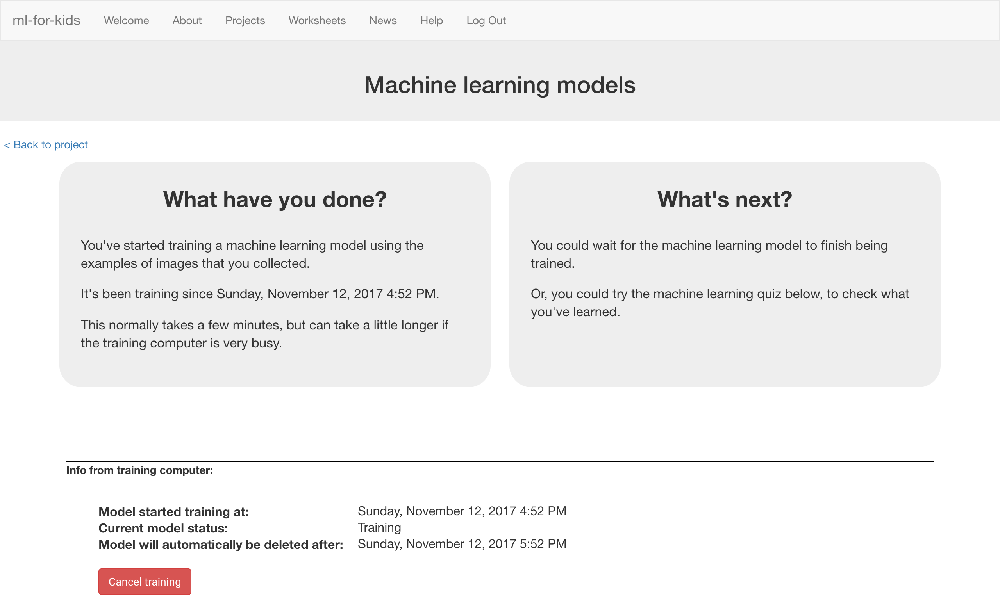 ml-for-kids Welcome About Projects Worksheets News Help Log Out
Machine learning models
< Back to project
What have you done?
You've started training a machine learning model using the
examples of images that you collected.
It's been training since Sunday, November 12, 2017 4:52 PM.
This normally takes a few minutes, but can take a little longer if
the training computer is very busy.
What's next?
You could wait for the machine learning model to finish being
trained.
Or, you could try the machine learning quiz below, to check what
you've learned.
Info from training computer:
Model started training at: Sunday, November 12, 2017 4:52 PM
Current model status: Training
Model will automatically be deleted after: Sunday, November 12, 2017 5:52 PM
Cancel training